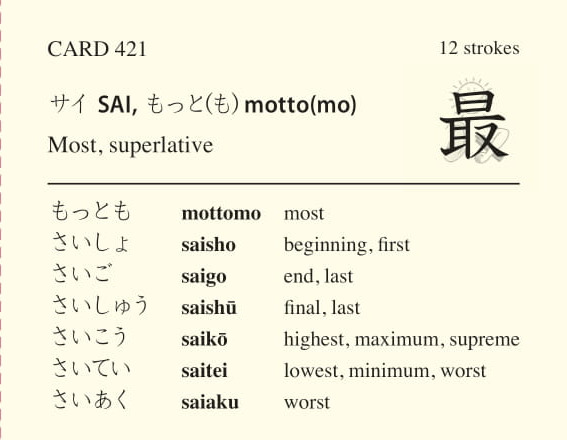 CARD 421 12 strokes
サイ SAI, もっと(も) motto(mo)
最
Most, superlative
もっとも mottomo most
さいしょ saisho beginning, first
さいご saigo end, last
さいしゅう saishū final, last
さいこう saikō highest, maximum, supreme
さいてい saitei lowest, minimum, worst
さいあく saiaku worst